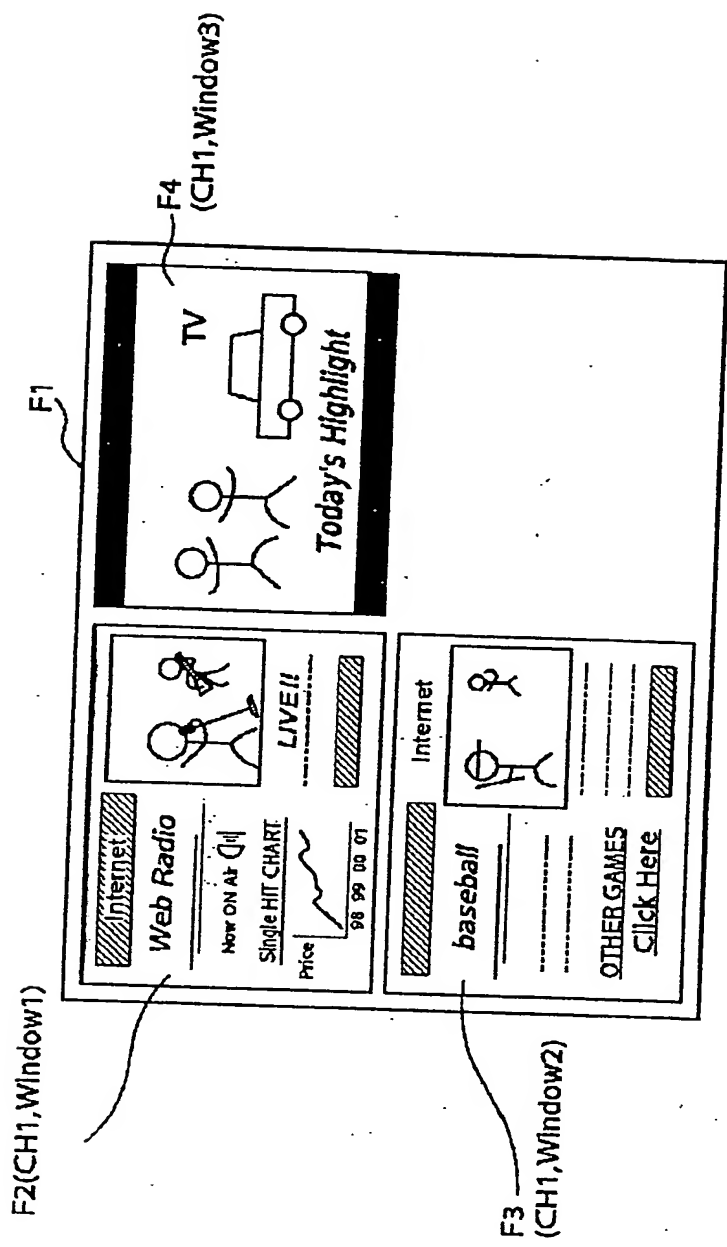 F1
F2(CH1,Window1)
F4
(CH1,Window3)
Internet
Web Radio
Now ON Air
Single HIT CHART
Price
98 99 00 01
LIVE!!
TV
Today's Highlight
F3
(CH1,Window2)
Internet
baseball
OTHER GAMES
Click Here